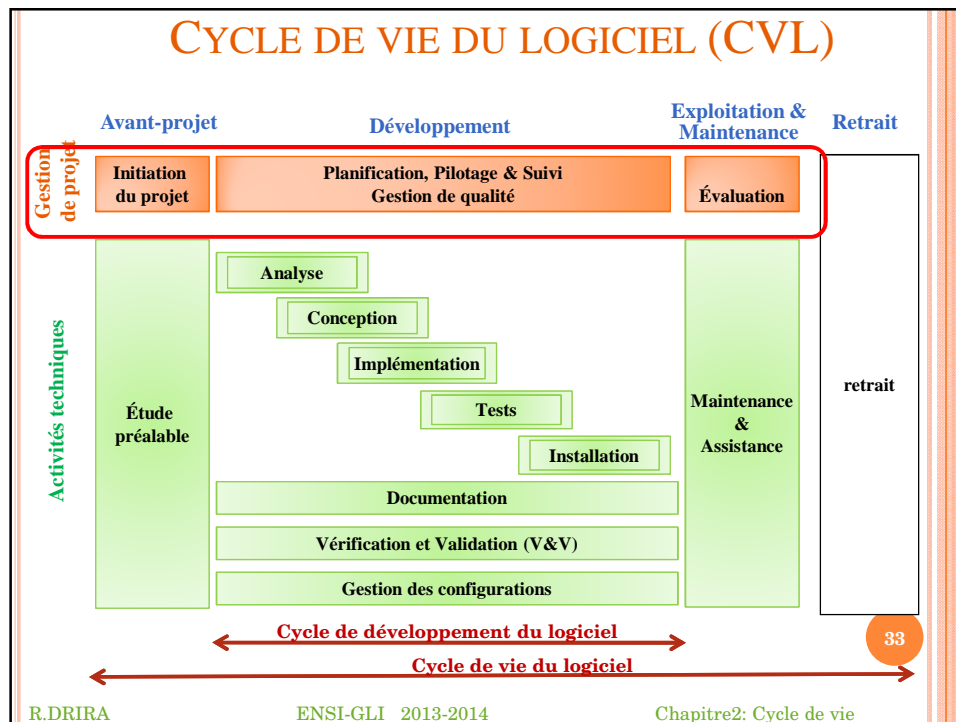 CYCLE DE VIE DU LOGICIEL (CVL)
Avant-projet
Développement
Exploitation &
Maintenance
Retrait
Gestion
de projet
Initiation
du projet
Planification, Pilotage & Suivi
Gestion de qualité
Évaluation
Activités techniques
Étude
préalable
Analyse
Conception
Implémentation
Tests
Installation
Documentation
Vérification et Validation (V&V)
Gestion des configurations
Maintenance
&
Assistance
retrait
Cycle de développement du logiciel
Cycle de vie du logiciel
33
R.DRIRA
ENSI-GLI 2013-2014
Chapitre2: Cycle de vie